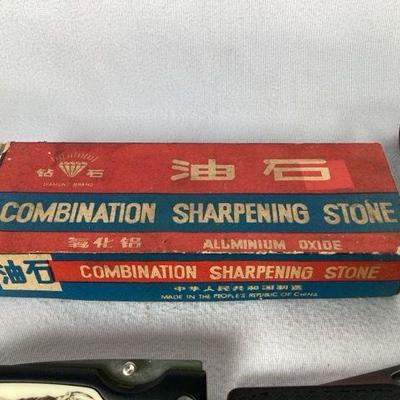 钻 石 油 石
DIAMOND BRAND
COMBINATION SHARPENING STONE
氧化铝 ALLUMINIUM OXIDE
油石 COMBINATION SHARPENING STONE
中华人民共和国制造
MADE IN THE PEOPLE'S REPUBLIC OF CHINA